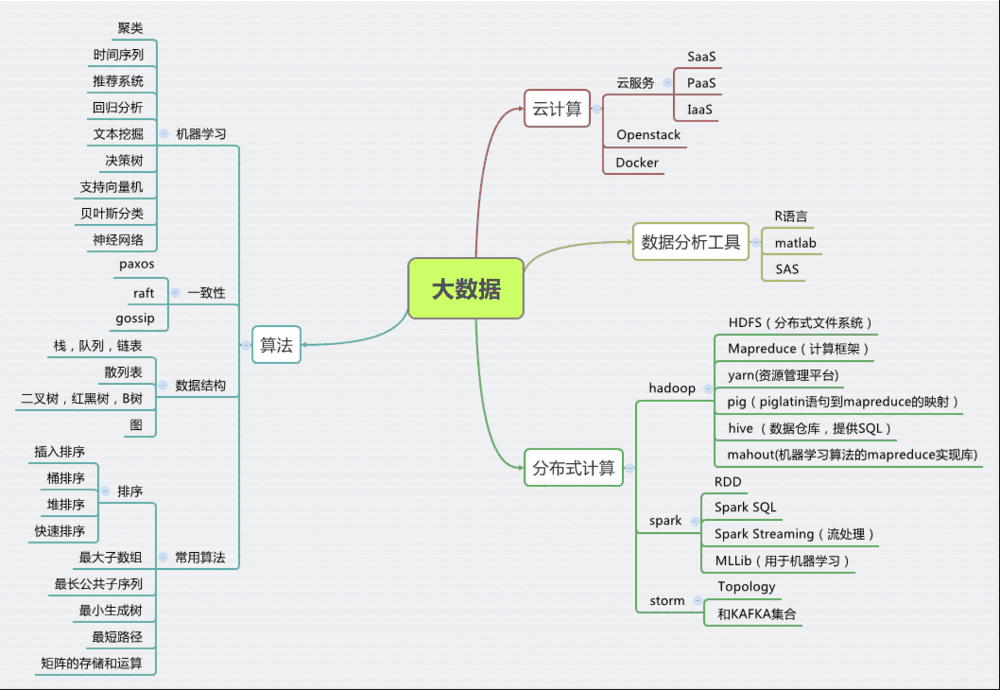 大数据
云计算
云服务
SaaS
PaaS
IaaS
Openstack
Docker
数据分析工具
R语言
matlab
SAS
分布式计算
hadoop
HDFS（分布式文件系统）
Mapreduce（计算框架）
yarn(资源管理平台)
pig（piglatin语句到mapreduce的映射）
hive （数据仓库，提供SQL）
mahout(机器学习算法的mapreduce实现库)
spark
RDD
Spark SQL
Spark Streaming（流处理）
MLLib（用于机器学习）
storm
Topology
和KAFKA集合
算法
机器学习
聚类
时间序列
推荐系统
回归分析
文本挖掘
决策树
支持向量机
贝叶斯分类
神经网络
一致性
paxos
raft
gossip
数据结构
栈，队列，链表
散列表
二叉树，红黑树，B树
图
常用算法
排序
插入排序
桶排序
堆排序
快速排序
最大子数组
最长公共子序列
最小生成树
最短路径
矩阵的存储和运算